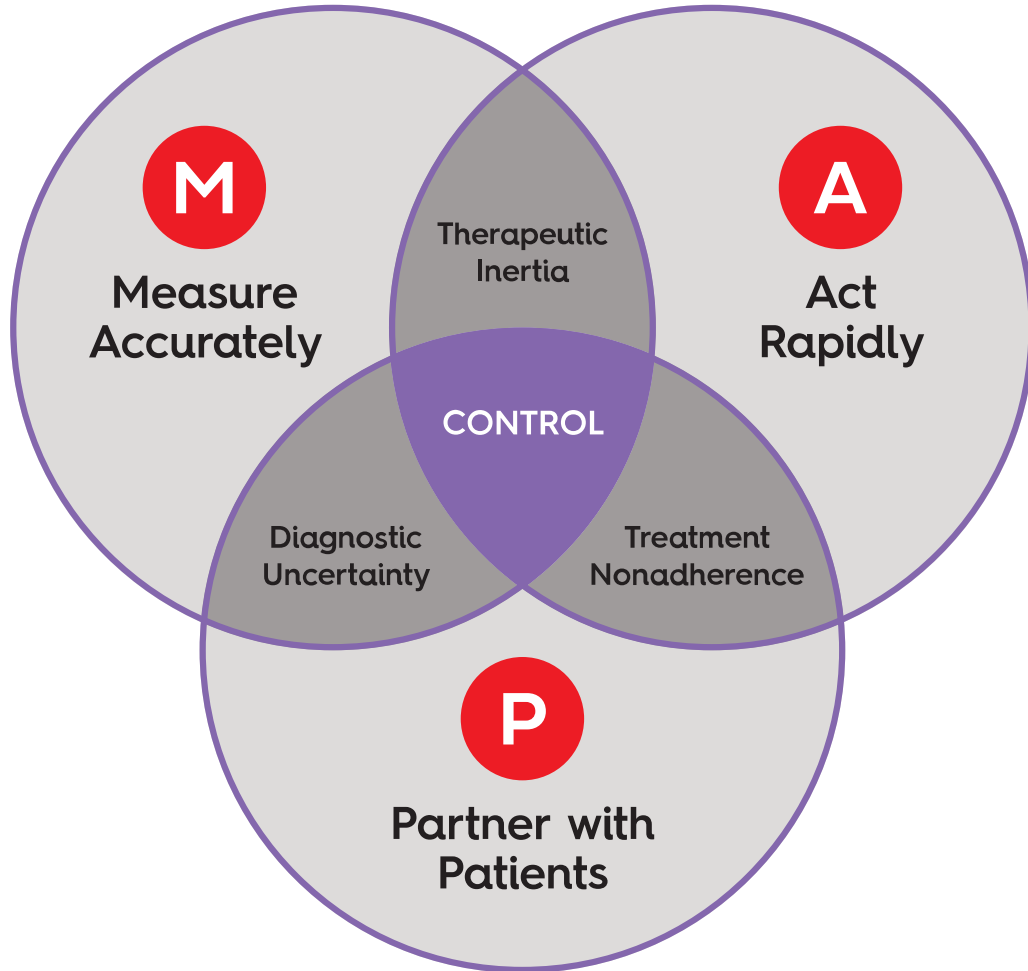 M
Measure
Accurately
A
Act
Rapidly
Therapeutic
Inertia
CONTROL
Diagnostic
Uncertainty
Treatment
Nonadherence
P
Partner with
Patients